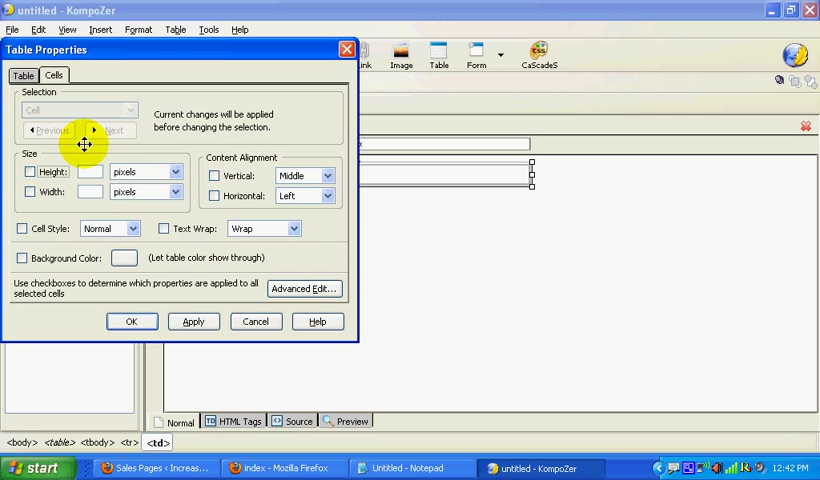 untitled - KompoZer
File Edit View Insert Format Table Tools Help
Table Properties
ink Image Table Form CaScadeS
Table Cells
Selection
Cell
Previous Next
Current changes will be applied
before changing the selection.
Size
Height: pixels
Width: pixels
Content Alignment
Vertical: Middle
Horizontal: Left
Cell Style: Normal Text Wrap: Wrap
Background Color: (Let table color show through)
Use checkboxes to determine which properties are applied to all
selected cells
Advanced Edit...
OK Apply Cancel Help
Normal HTML Tags Source Preview
<body> <table> <tbody> <tr> <td>
start Sales Pages ‹ Increas... index - Mozilla Firefox Untitled - Notepad untitled - KompoZer 12:42 PM